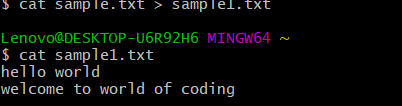 $ cat sample.txt > sample1.txt
Lenovo@DESKTOP-U6R92H6 MINGW64 ~
$ cat sample1.txt
hello world
welcome to world of coding